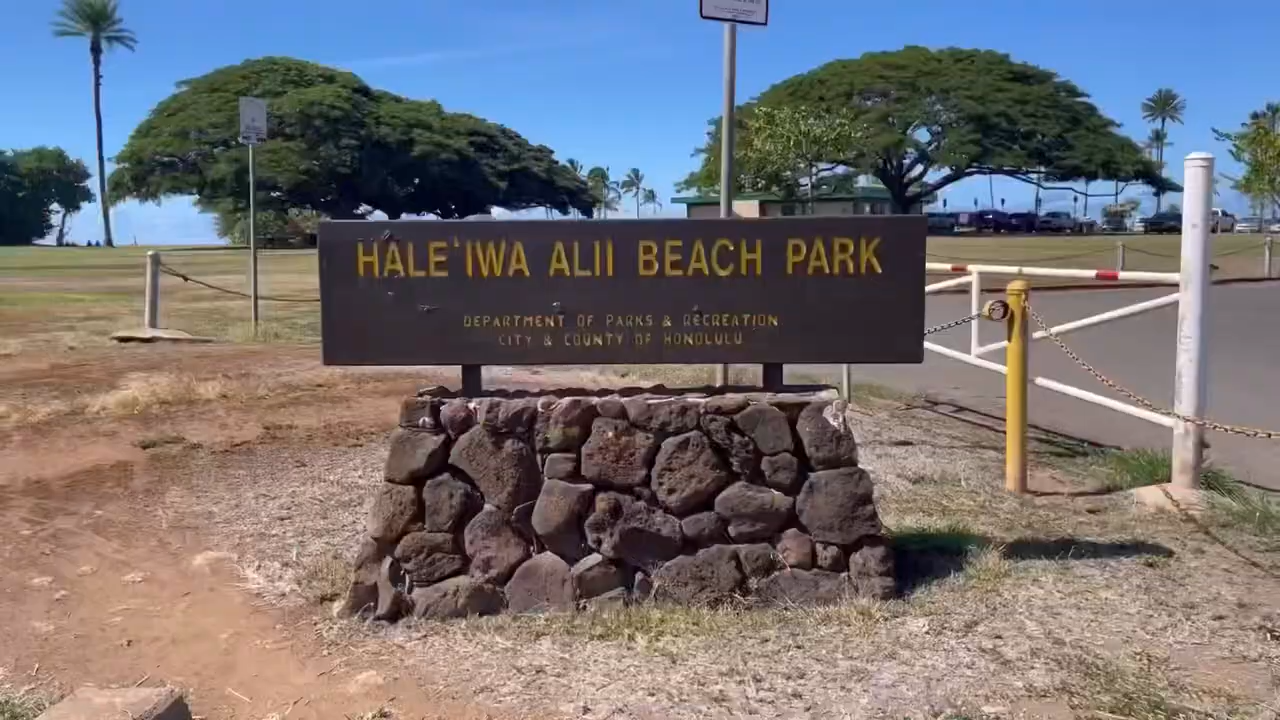 HALE'IWA ALII BEACH PARK
DEPARTMENT OF PARKS & RECREATION
CITY & COUNTY OF HONOLULU